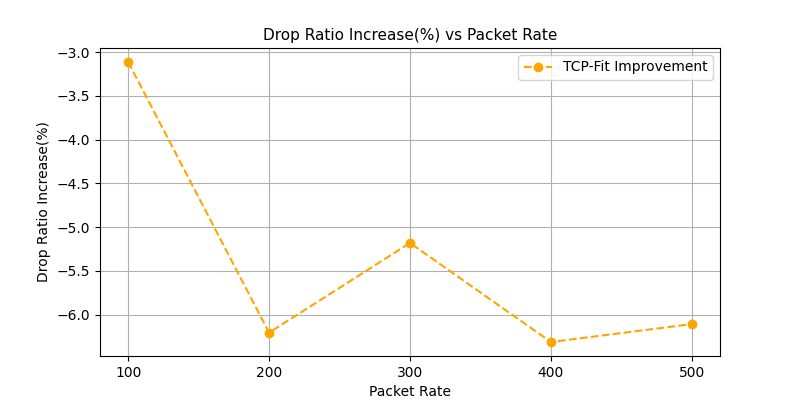 Drop Ratio Increase(%) vs Packet Rate
TCP-Fit Improvement
Drop Ratio Increase(%)
−3.0
−3.5
−4.0
−4.5
−5.0
−5.5
−6.0
100 200 300 400 500
Packet Rate